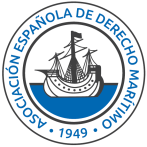 ASOCIACIÓN ESPAÑOLA DE DERECHO MARÍTIMO
• 1949 •